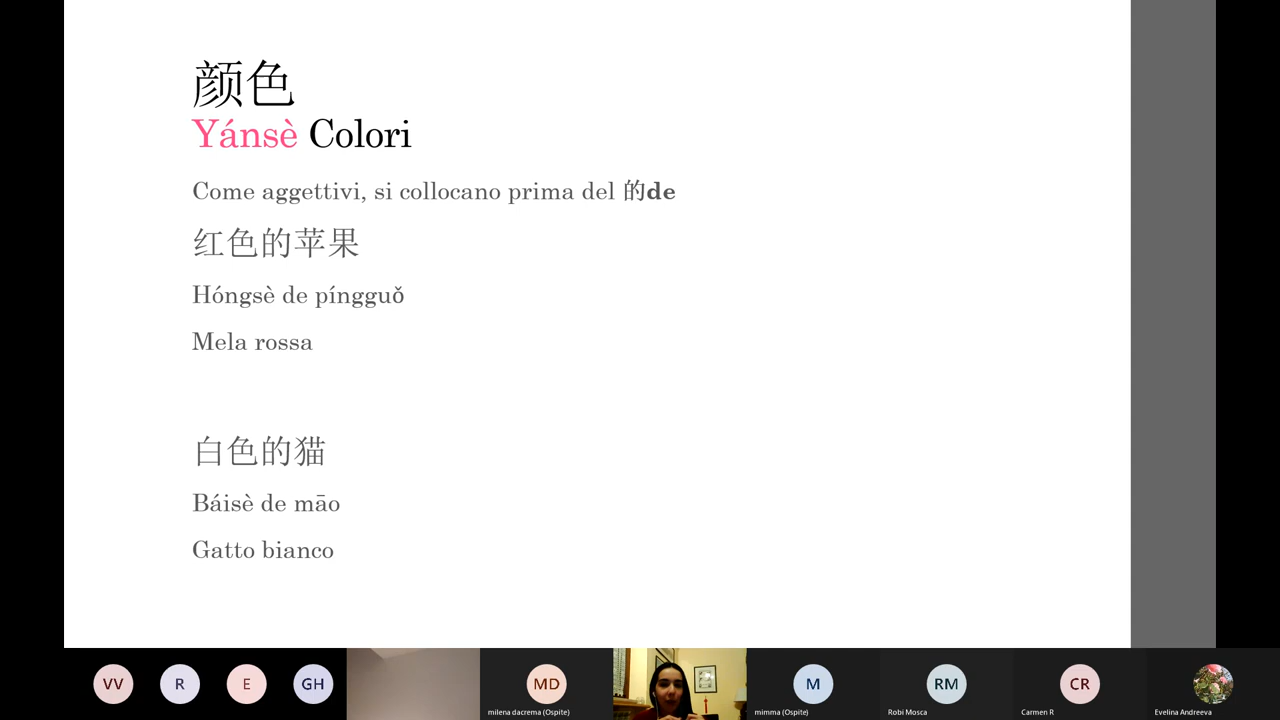 颜色
Yánsè Colori
Come aggettivi, si collocano prima del 的de
红色的苹果
Hóngsè de píngguǒ
Mela rossa
白色的猫
Báisè de māo
Gatto bianco
VV
R
E
GH
MD
M
RM
CR
milena dacrema (Ospite)
mimma (Ospite)
Robi Mosca
Carmen R
Evelina Andreeva